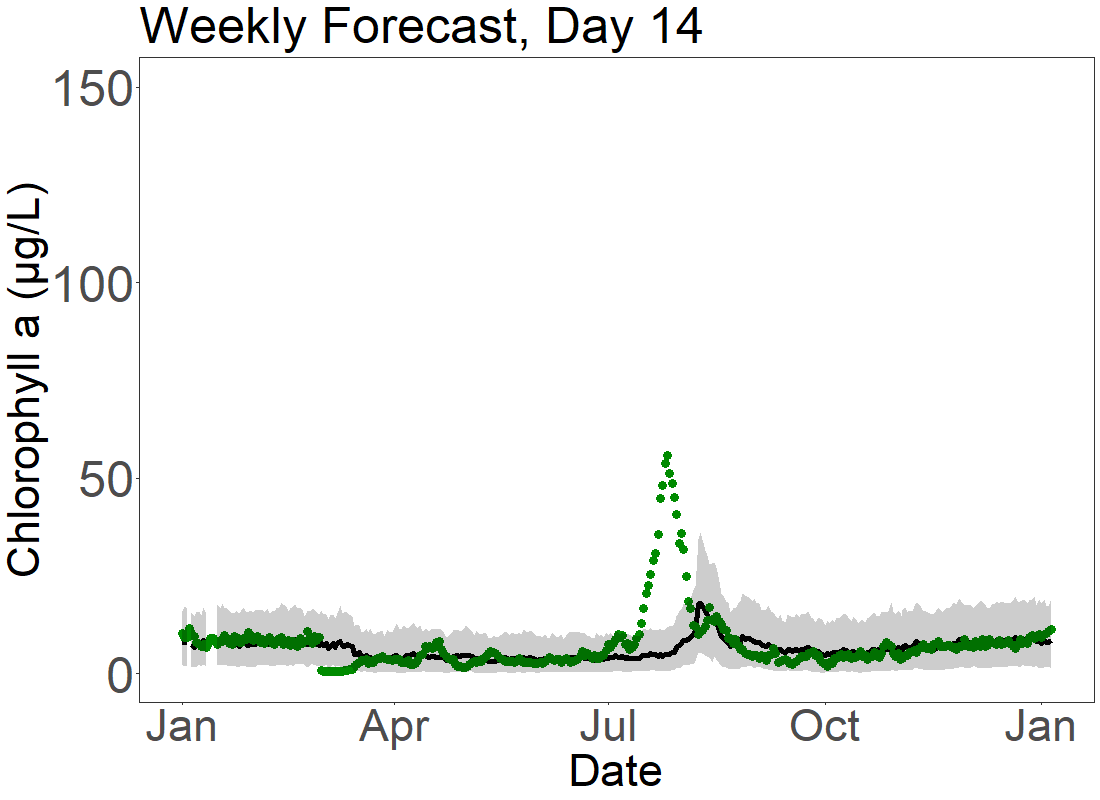 Weekly Forecast, Day 14
150
100
50
0
Chlorophyll a (µg/L)
Jan Apr Jul Oct Jan
Date